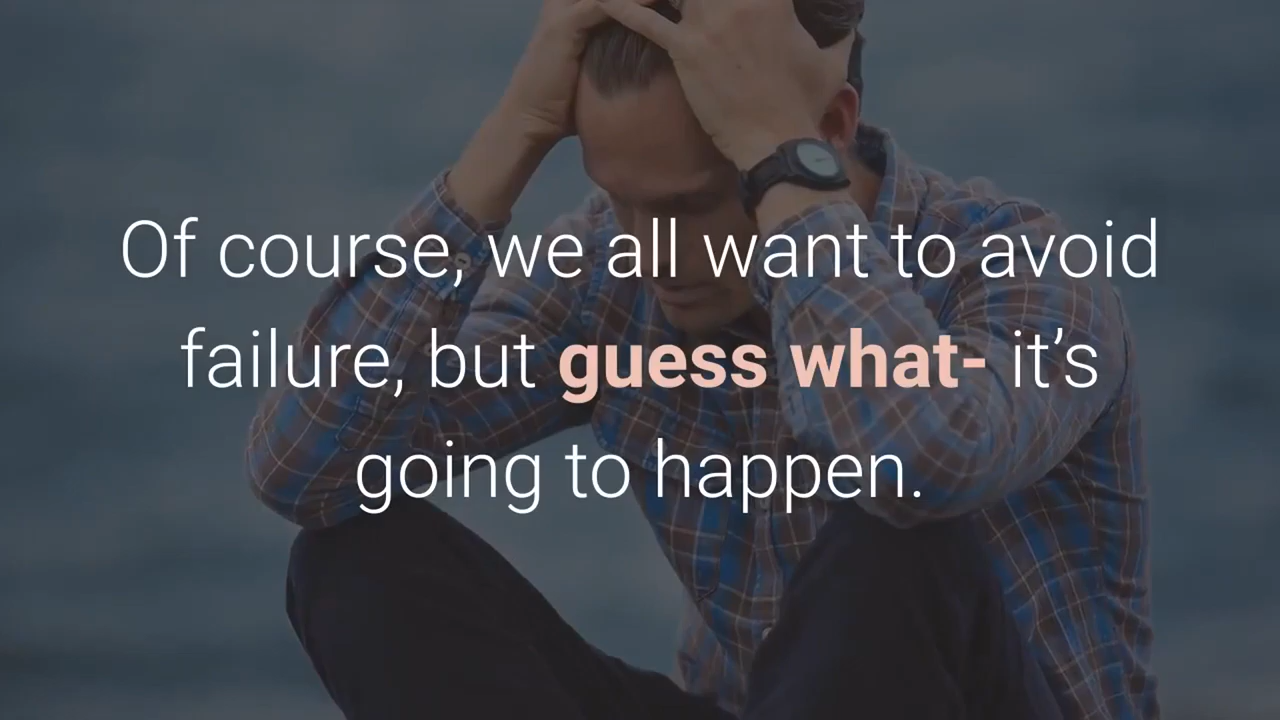 Of course, we all want to avoid
failure, but guess what- it’s
going to happen.